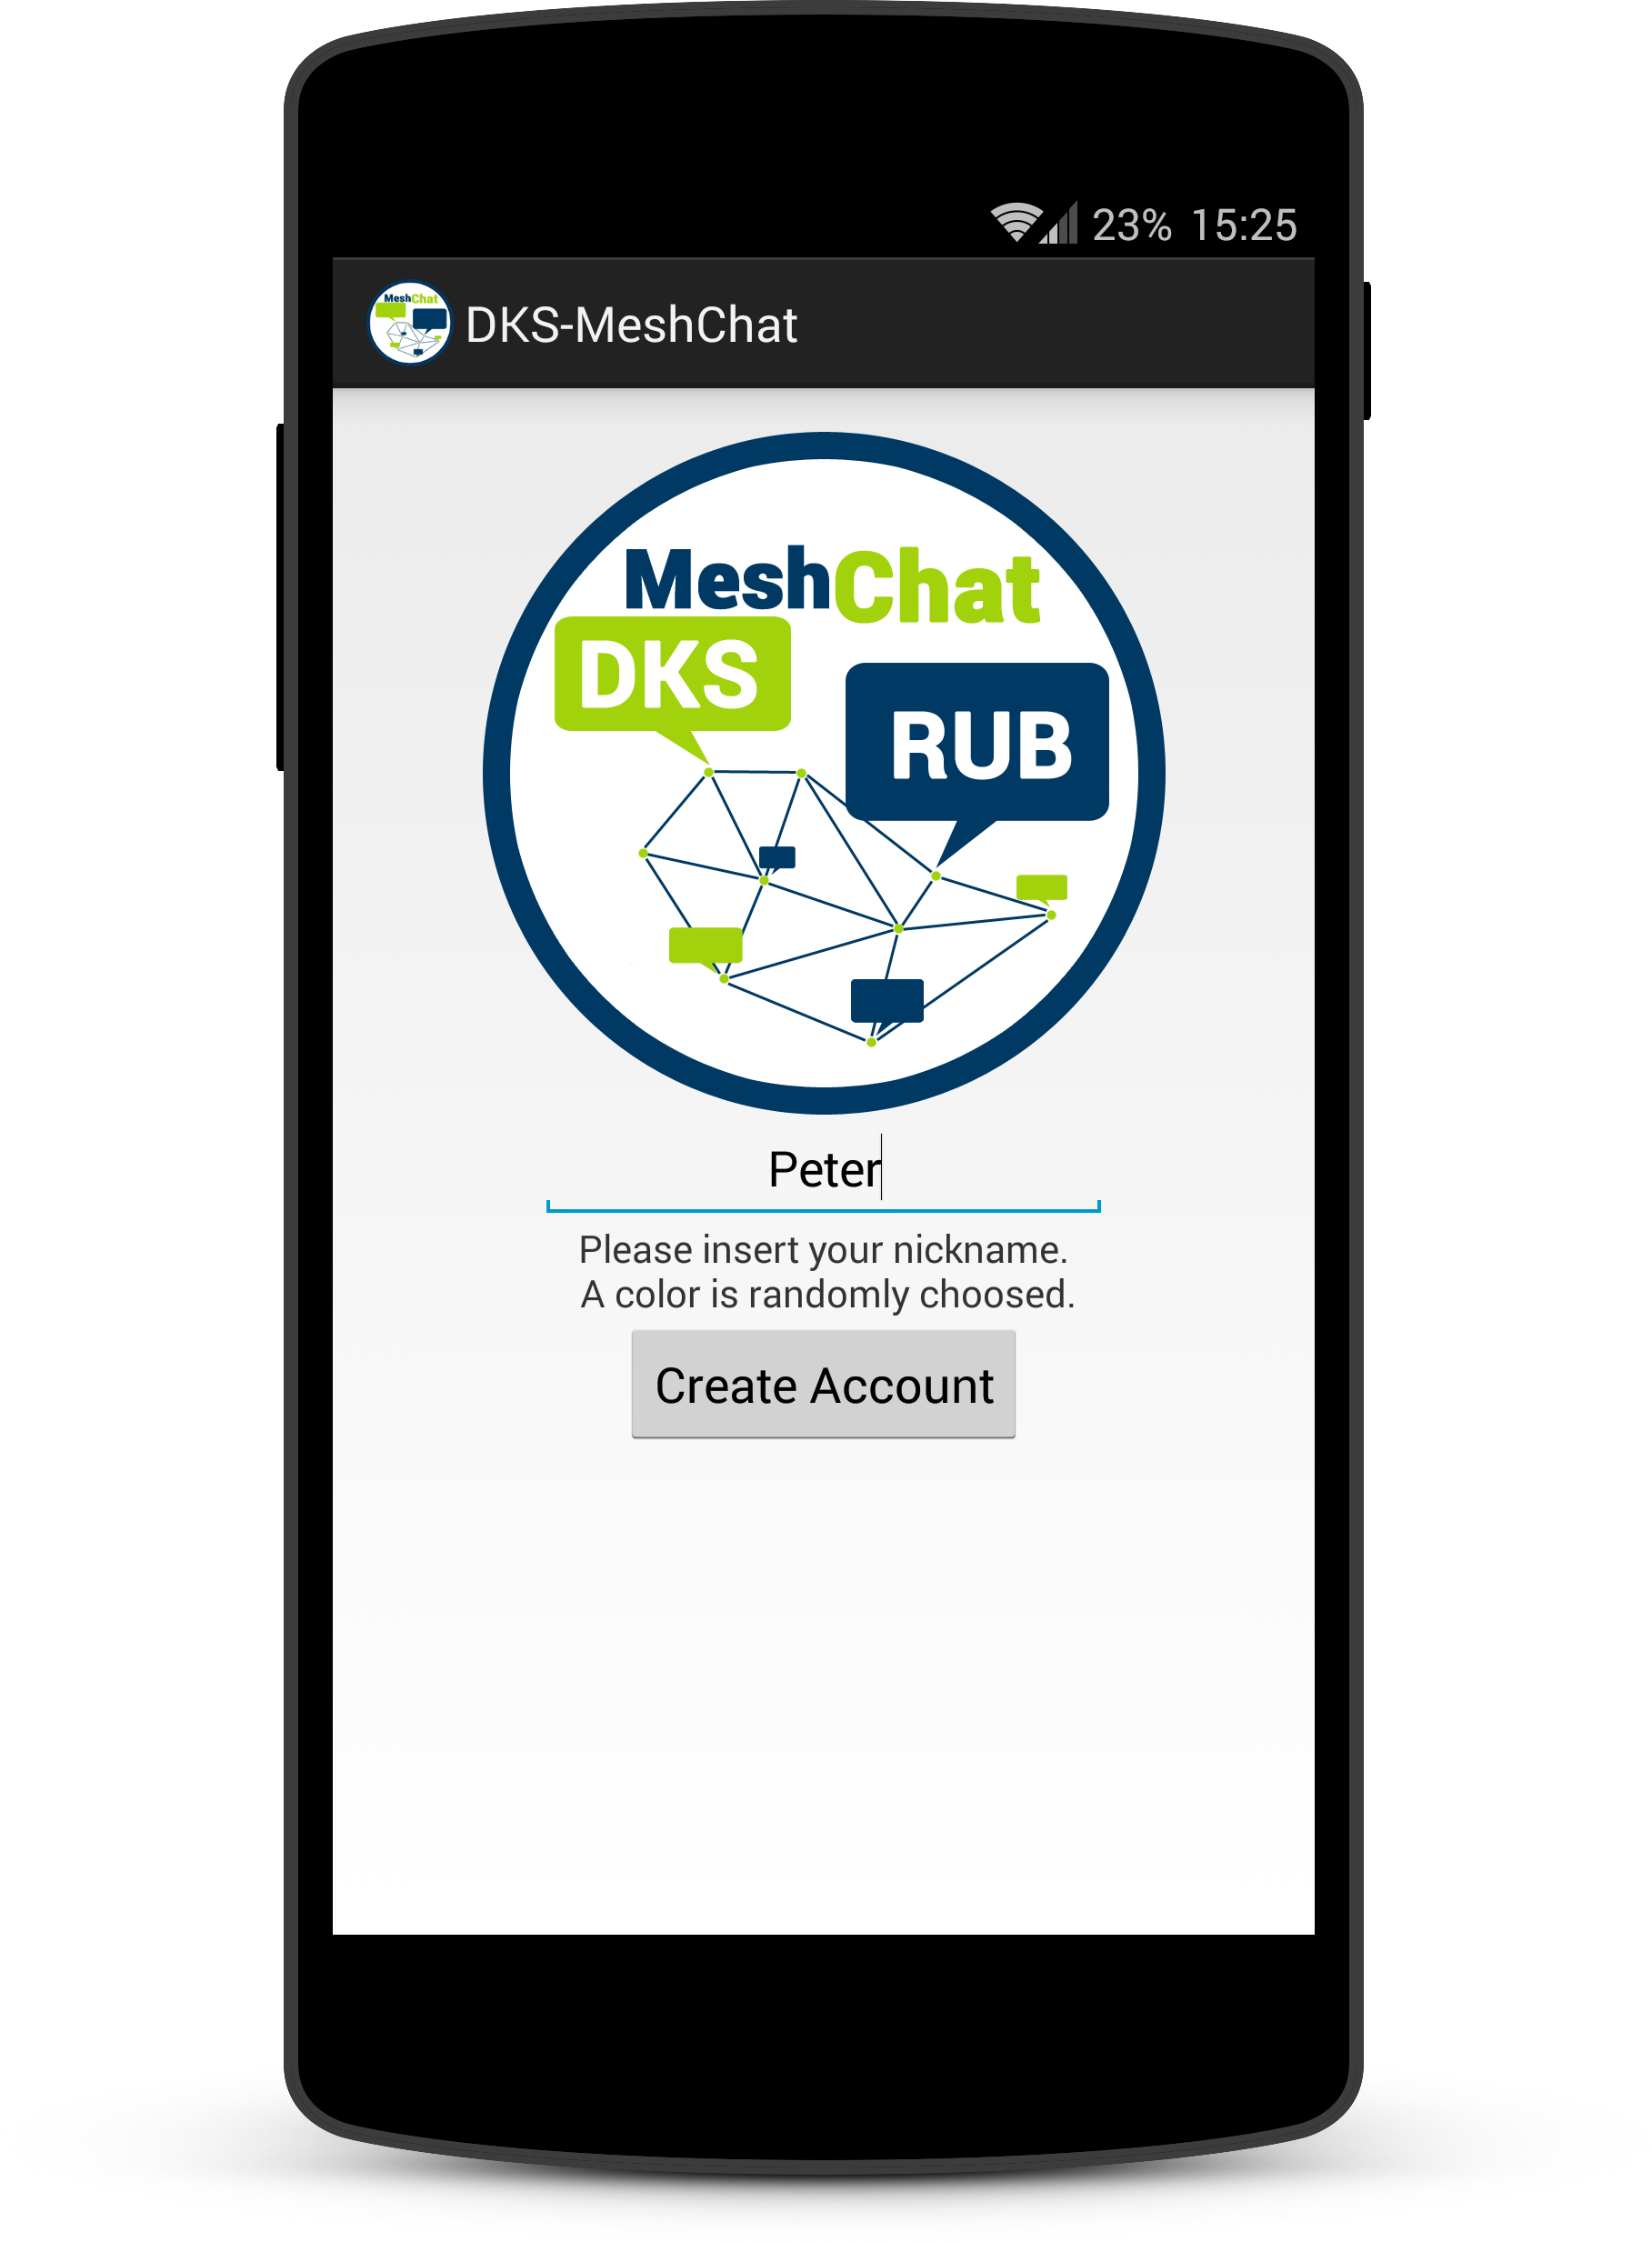 23% 15:25
MeshChat
DKS-MeshChat
MeshChat
DKS
RUB
Peter
Please insert your nickname.
A color is randomly choosed.
Create Account